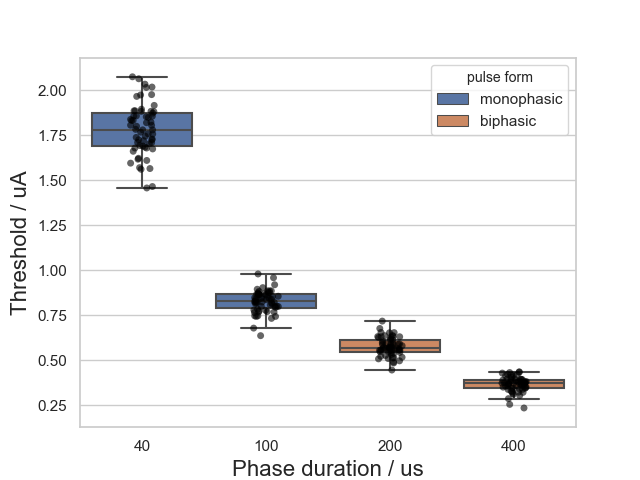 pulse form
monophasic
biphasic
Threshold / uA
2.00
1.75
1.50
1.25
1.00
0.75
0.50
0.25
40 100 200 400
Phase duration / us